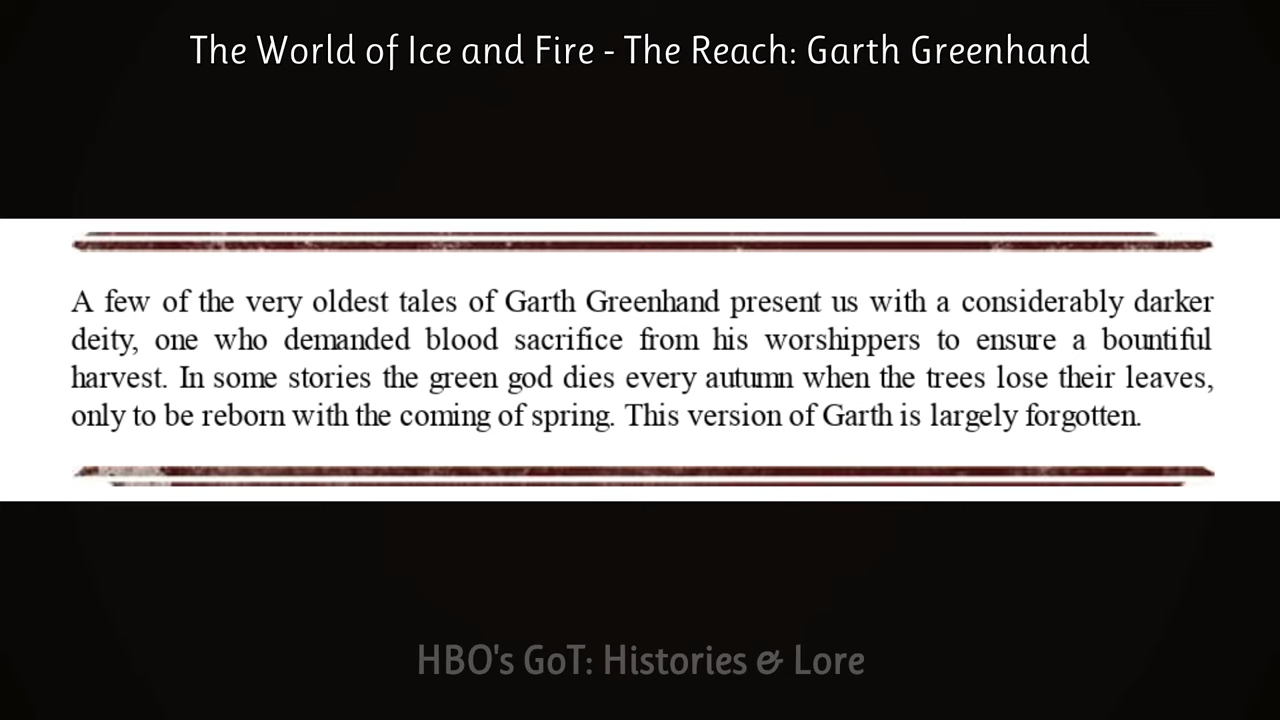 The World of Ice and Fire - The Reach: Garth Greenhand
A few of the very oldest tales of Garth Greenhand present us with a considerably darker
deity, one who demanded blood sacrifice from his worshippers to ensure a bountiful
harvest. In some stories the green god dies every autumn when the trees lose their leaves,
only to be reborn with the coming of spring. This version of Garth is largely forgotten.
HBO's GoT: Histories & Lore